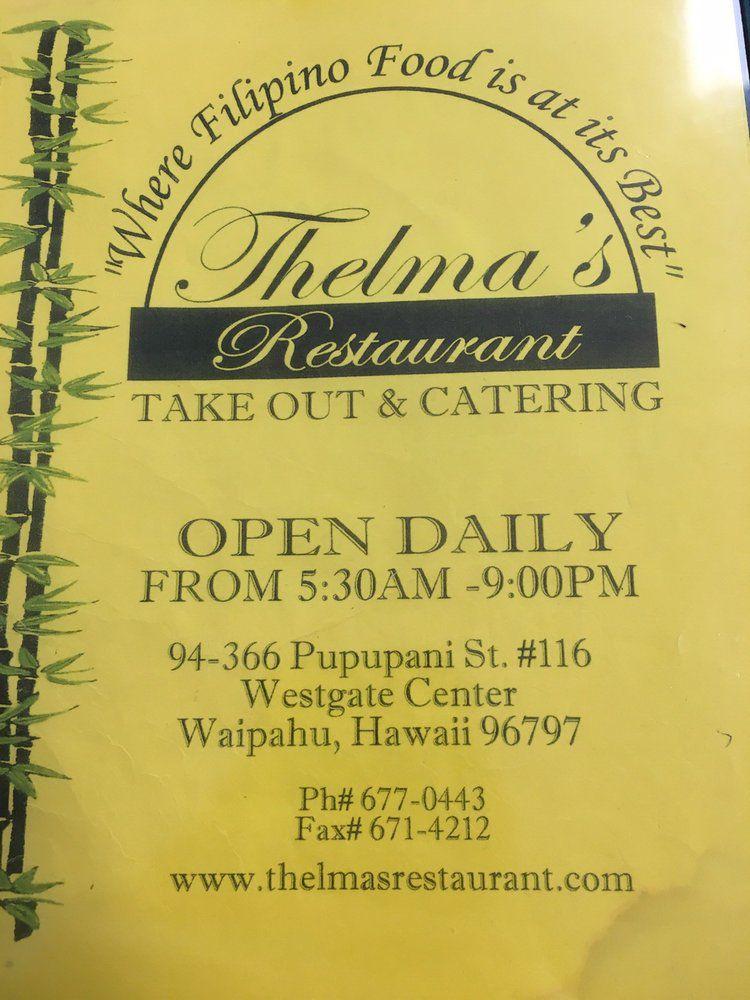 "Where Filipino Food is at its Best"
Thelma's
Restaurant
TAKE OUT & CATERING
OPEN DAILY
FROM 5:30AM -9:00PM
94-366 Pupupani St. #116
Westgate Center
Waipahu, Hawaii 96797
Ph# 677-0443
Fax# 671-4212
www.thelmasrestaurant.com